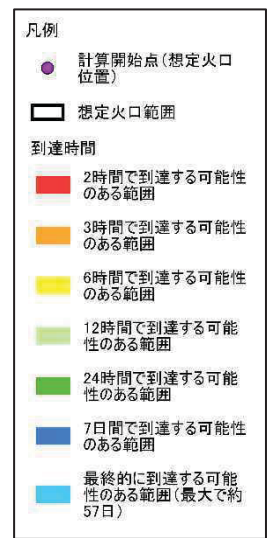 凡例
計算開始点(想定火口
位置)
想定火口範囲
到達時間
2時間で到達する可能性
のある範囲
3時間で到達する可能性
のある範囲
6時間で到達する可能性
のある範囲
12時間で到達する可能
性のある範囲
24時間で到達する可能
性のある範囲
7日間で到達する可能性
のある範囲
最終的に到達する可能
性のある範囲(最大で約
57日)